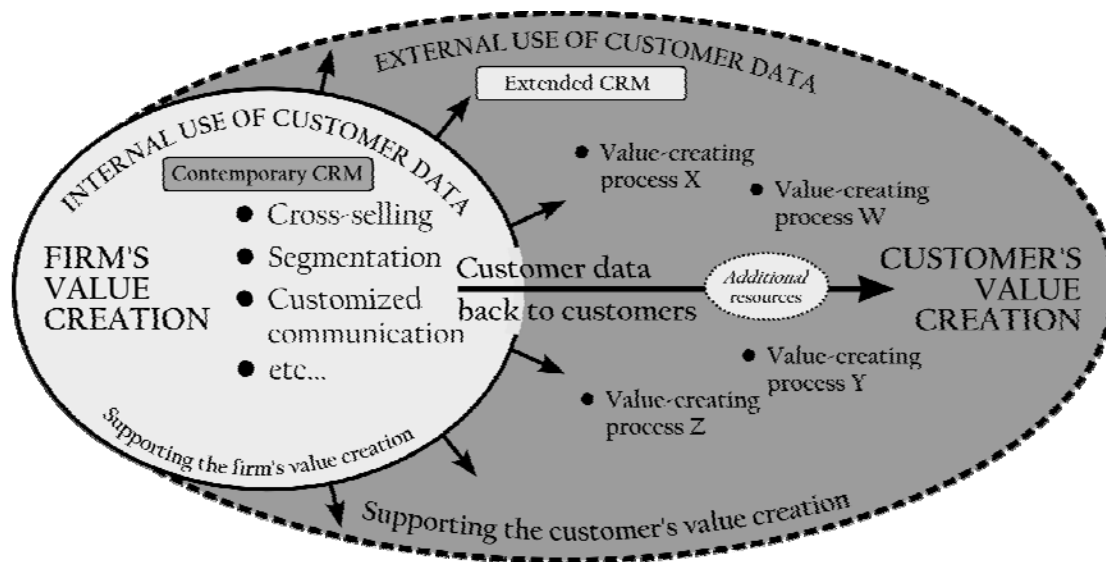 EXTERNAL USE OF CUSTOMER DATA
Extended CRM
INTERNAL USE OF CUSTOMER DATA
Contemporary CRM
● Cross-selling
● Segmentation
● Customized
communication
● etc...
FIRM'S
VALUE
CREATION
Supporting the firm's value creation
● Value-creating
process X
● Value-creating
process W
Customer data
back to customers
Additional
resources
CUSTOMER'S
VALUE
CREATION
● Value-creating
process Y
● Value-creating
process Z
Supporting the customer's value creation